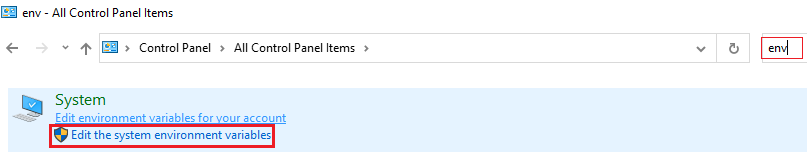 env - All Control Panel Items
Control Panel All Control Panel Items env
System
Edit environment variables for your account
Edit the system environment variables